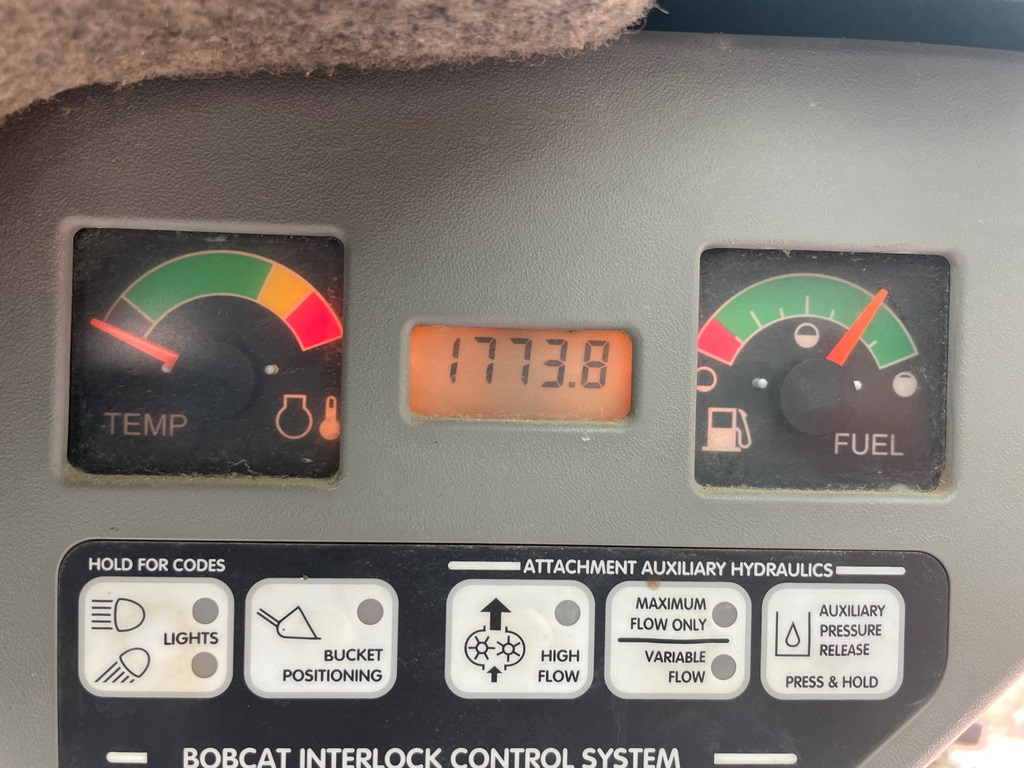 1773.8
TEMP
FUEL
HOLD FOR CODES
ATTACHMENT AUXILIARY HYDRAULICS
LIGHTS
BUCKET
POSITIONING
HIGH
FLOW
MAXIMUM
FLOW ONLY
VARIABLE
FLOW
AUXILIARY
PRESSURE
RELEASE
PRESS & HOLD
BOBCAT INTERLOCK CONTROL SYSTEM